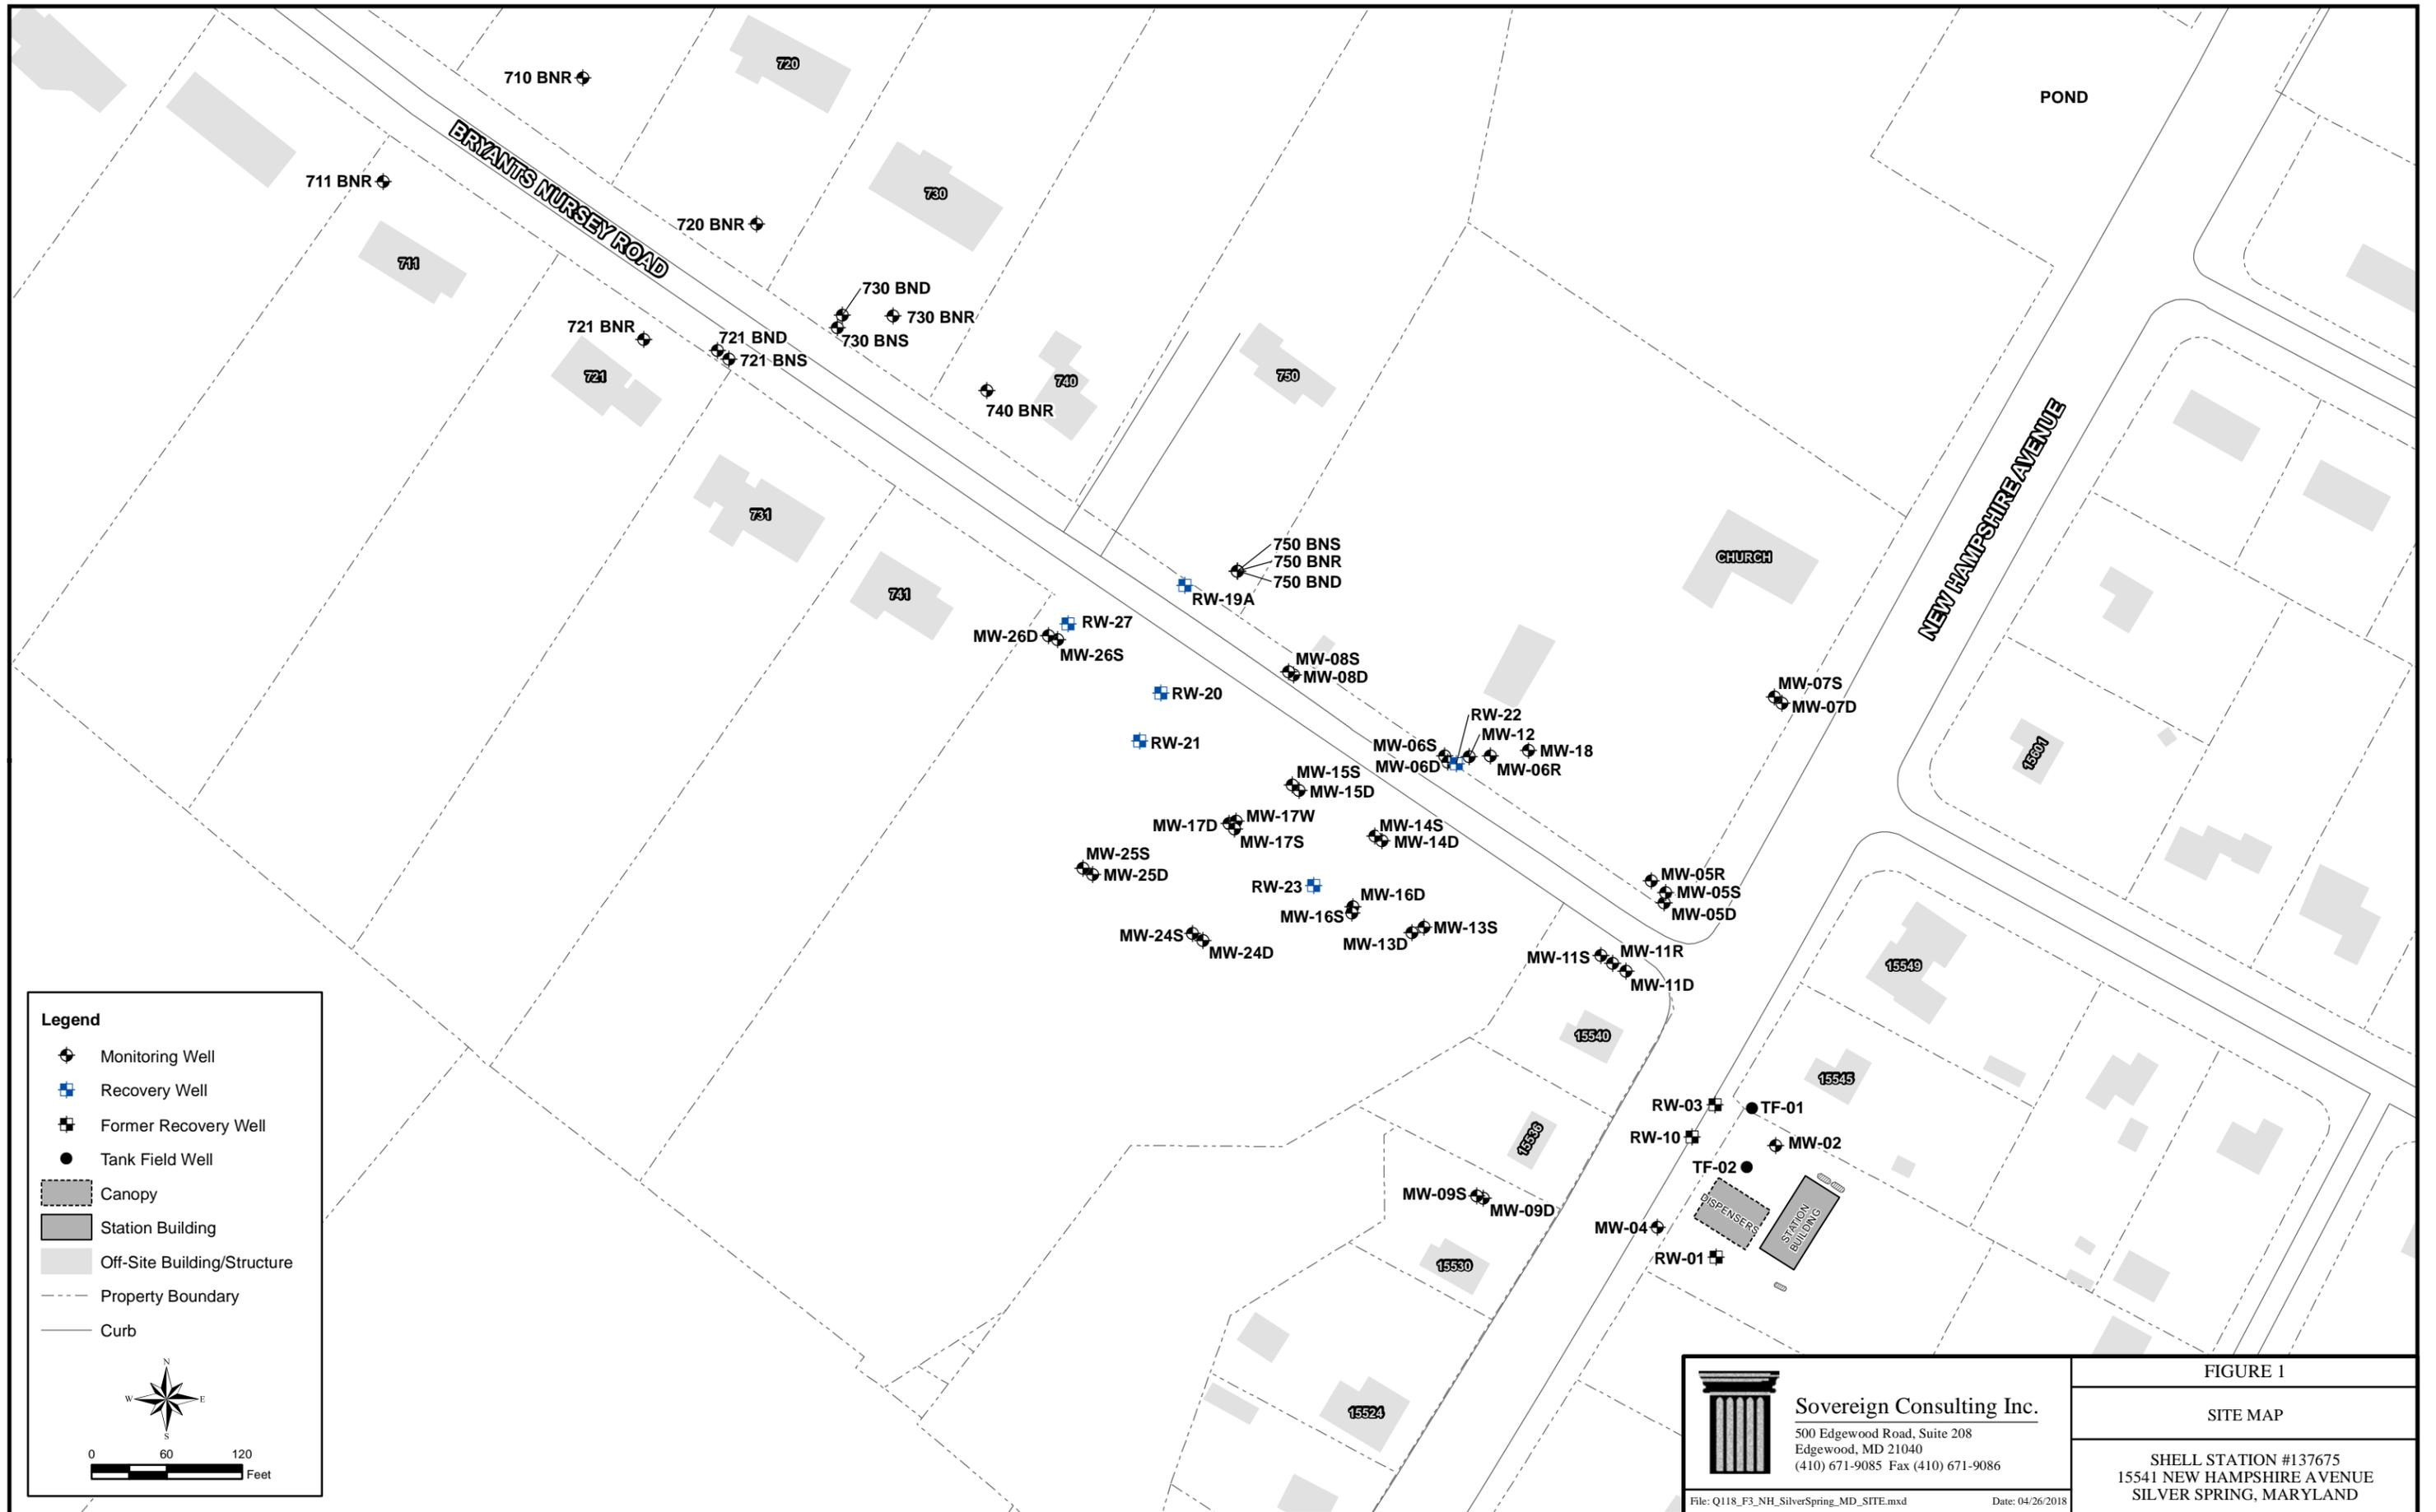 720
POND
710 BNR
BRYANTS NURSEY ROAD
711 BNR
730
720 BNR
711
730 BND
730 BNR
721 BNR
721 BND
730 BNS
721 BNS
721
740
750
740 BNR
NEW HAMPSHIRE AVENUE
731
750 BNS
750 BNR
750 BND
CHURCH
741
RW-19A
RW-27
MW-26D
MW-26S
MW-08S
MW-08D
RW-20
MW-07S
MW-07D
RW-22
RW-21
MW-12
MW-06S
MW-18
MW-06D
MW-06R
15601
MW-15S
MW-15D
MW-17W
MW-17D
MW-17S
MW-14S
MW-14D
MW-25S
MW-25D
RW-23
MW-05R
MW-05S
MW-05D
MW-16D
MW-16S
MW-13S
MW-13D
MW-24S
MW-24D
MW-11R
MW-11S
MW-11D
15549
15540
15545
RW-03
TF-01
15536
RW-10
MW-02
TF-02
MW-09S
MW-09D
DISPENSERS
STATION
BUILDING
MW-04
RW-01
15530
15524
Legend
Monitoring Well
Recovery Well
Former Recovery Well
Tank Field Well
Canopy
Station Building
Off-Site Building/Structure
Property Boundary
Curb
N
W
E
S
0 60 120
Feet
Sovereign Consulting Inc.
500 Edgewood Road, Suite 208
Edgewood, MD 21040
(410) 671-9085 Fax (410) 671-9086
File: Q118_F3_NH_SilverSpring_MD_SITE.mxd
Date: 04/26/2018
FIGURE 1
SITE MAP
SHELL STATION #137675
15541 NEW HAMPSHIRE AVENUE
SILVER SPRING, MARYLAND